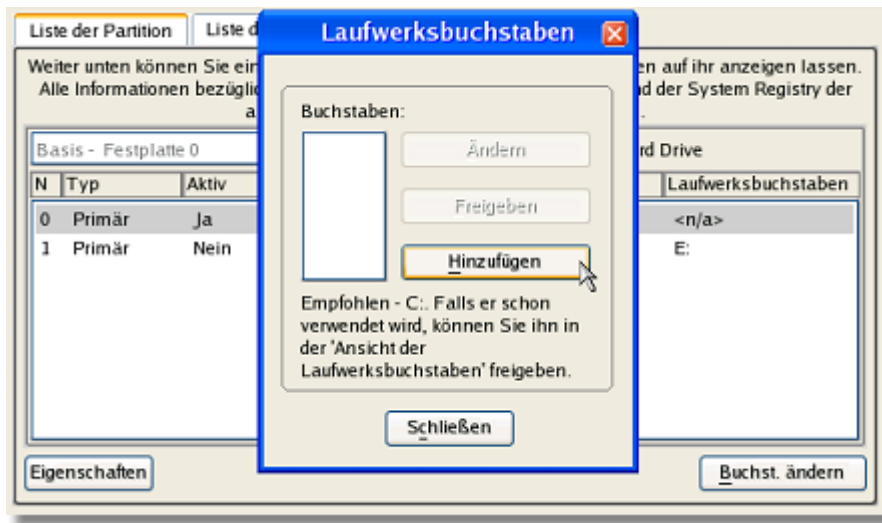 Liste der Partition
Liste d
Weiter unten können Sie ein
en auf ihr anzeigen lassen.
Alle Informationen bezüglic
nd der System Registry der
a
.
Basis - Festplatte 0
rd Drive
N Typ Aktiv Laufwerksbuchstaben
0 Primär Ja <n/a>
1 Primär Nein E:
Eigenschaften
Buchst. ändern
Laufwerksbuchstaben
Buchstaben:
Ändern
Freigeben
Hinzufügen
Empfohlen - C:. Falls er schon
verwendet wird, können Sie ihn in
der 'Ansicht der
Laufwerksbuchstaben' freigeben.
Schließen